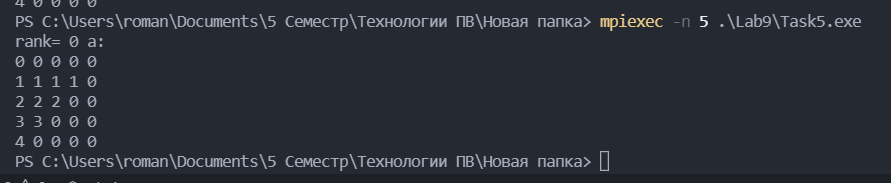 4 0 0 0 0
PS C:\Users\roman\Documents\5 Семестр\Технологии ПВ\Новая папка> mpiexec -n 5 .\Lab9\Task5.exe
rank= 0 a:
0 0 0 0 0
1 1 1 1 0
2 2 2 0 0
3 3 0 0 0
4 0 0 0 0
PS C:\Users\roman\Documents\5 Семестр\Технологии ПВ\Новая папка>